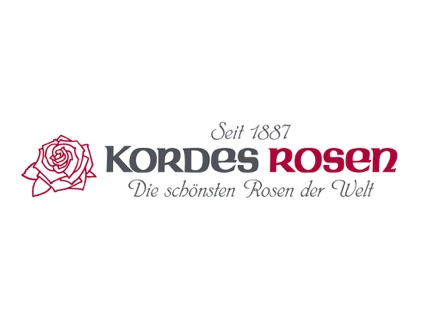 Seit 1887
KORDES ROSEN
Die schönsten Rosen der Welt